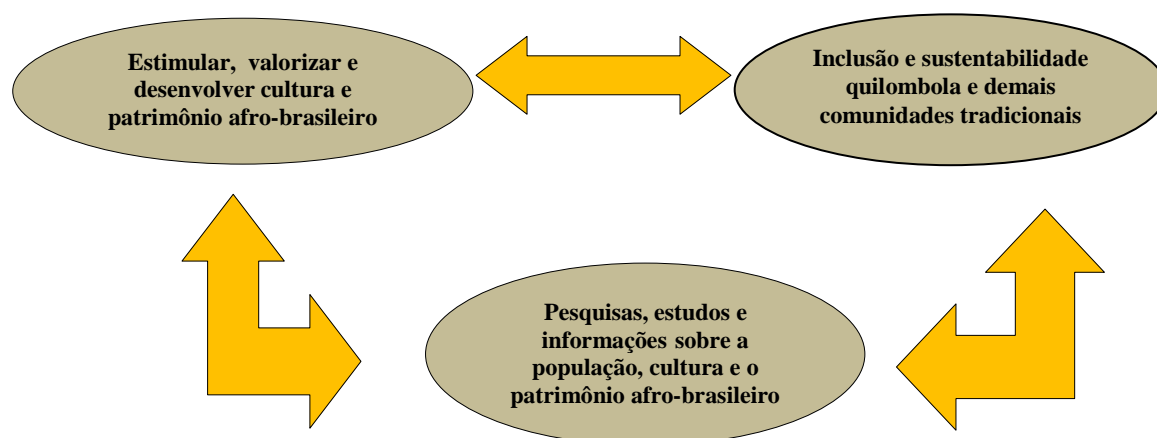 Estimular, valorizar e
desenvolver cultura e
patrimônio afro-brasileiro
Inclusão e sustentabilidade
quilombola e demais
comunidades tradicionais
Pesquisas, estudos e
informações sobre a
população, cultura e o
patrimônio afro-brasileiro